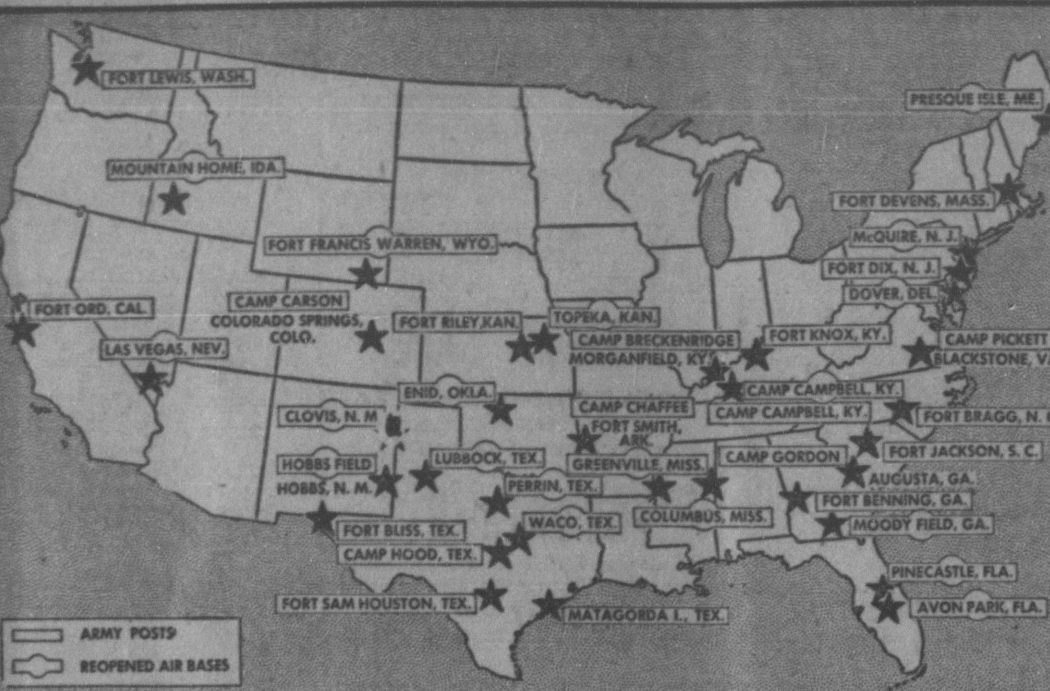 FORT LEWIS, WASH.
PRESQUE ISLE, ME.
MOUNTAIN HOME, IDA.
FORT DEVENS, MASS.
McGUIRE, N. J.
FORT FRANCIS WARREN, WYO.
FORT DIX, N. J.
DOVER, DEL.
FORT ORD, CAL.
CAMP CARSON
COLORADO SPRINGS,
COLO.
FORT RILEY, KAN.
TOPEKA, KAN.
CAMP BRECKENRIDGE
MORGANFIELD, KY.
FORT KNOX, KY.
CAMP PICKETT
BLACKSTONE,
LAS VEGAS, NEV.
ENID, OKLA.
CAMP CAMPBELL, KY.
CLOVIS, N. M
CAMP CHAFFEE
FORT SMITH,
ARK.
CAMP CAMPBELL, KY.
FORT BRAGG, N.
HOBBS FIELD
HOBBS, N. M.
LUBBOCK, TEX.
GREENVILLE, MISS.
CAMP GORDON
AUGUSTA, GA.
FORT JACKSON, S. C.
PERRIN, TEX.
COLUMBUS, MISS.
FORT BENNING, GA.
FORT BLISS, TEX.
WACO, TEX.
MOODY FIELD, GA.
CAMP HOOD, TEX.
PINECASTLE, FLA.
FORT SAM HOUSTON, TEX.
MATAGORDA I., TEX.
AVON PARK, FLA.
ARMY POSTS
REOPENED AIR BASES